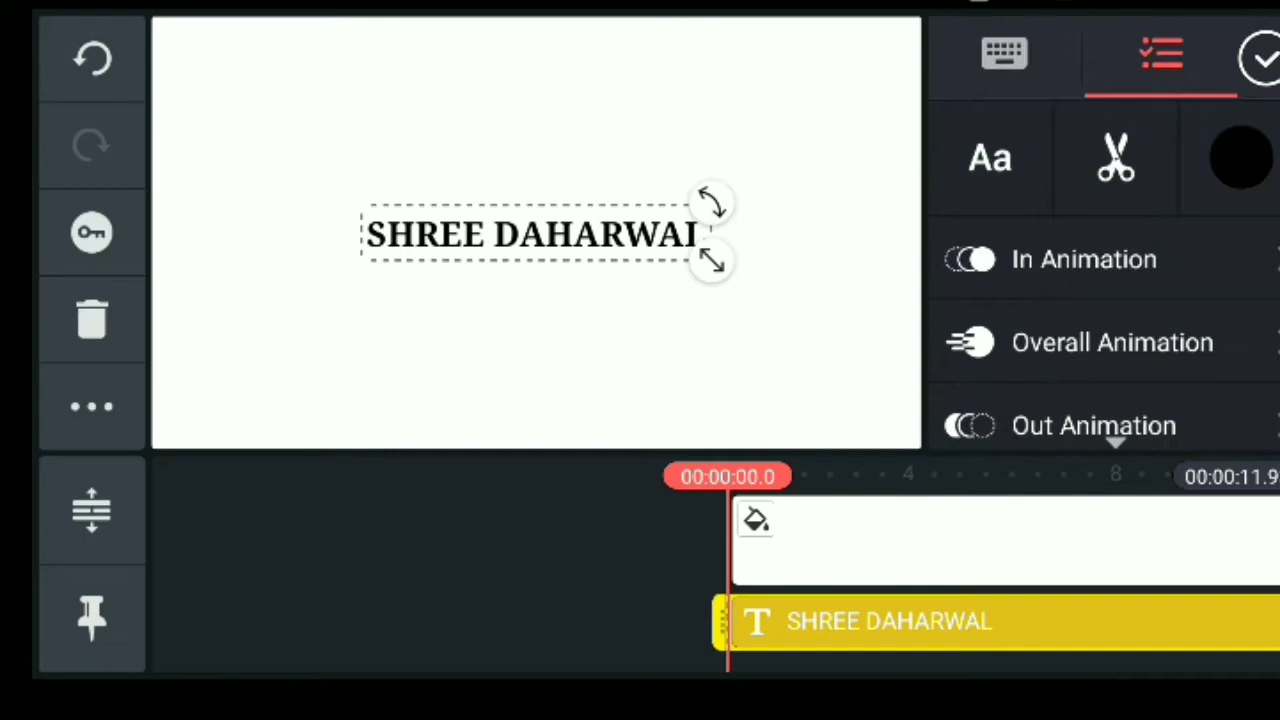 SHREE DAHARWAL
Aa
In Animation
Overall Animation
Out Animation
00:00:00.0
4
8
00:00:11.9
T SHREE DAHARWAL